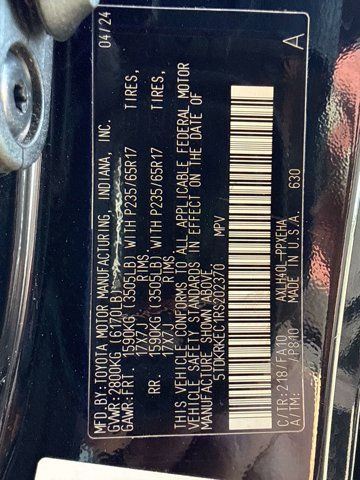 MFD.BY:TOYOTA MOTOR MANUFACTURING, INDIANA, INC. 04/24
GVWR:2800KG (6170LB)
GAWR:FRT. 1590KG (3505LB) WITH P235/65R17 TIRES,
17X7J RIMS
RR. 1590KG (3505LB) WITH P235/65R17 TIRES,
17X7J RIMS
THIS VEHICLE CONFORMS TO ALL APPLICABLE FEDERAL MOTOR
VEHICLE SAFETY STANDARDS IN EFFECT ON THE DATE OF
MANUFACTURE SHOWN ABOVE.
5TDKRKEC1RS202370 MPV
C/TR:218/FA10 AXLH40L-PPXEHA A
A/TM: /P810 MADE IN U.S.A. 630